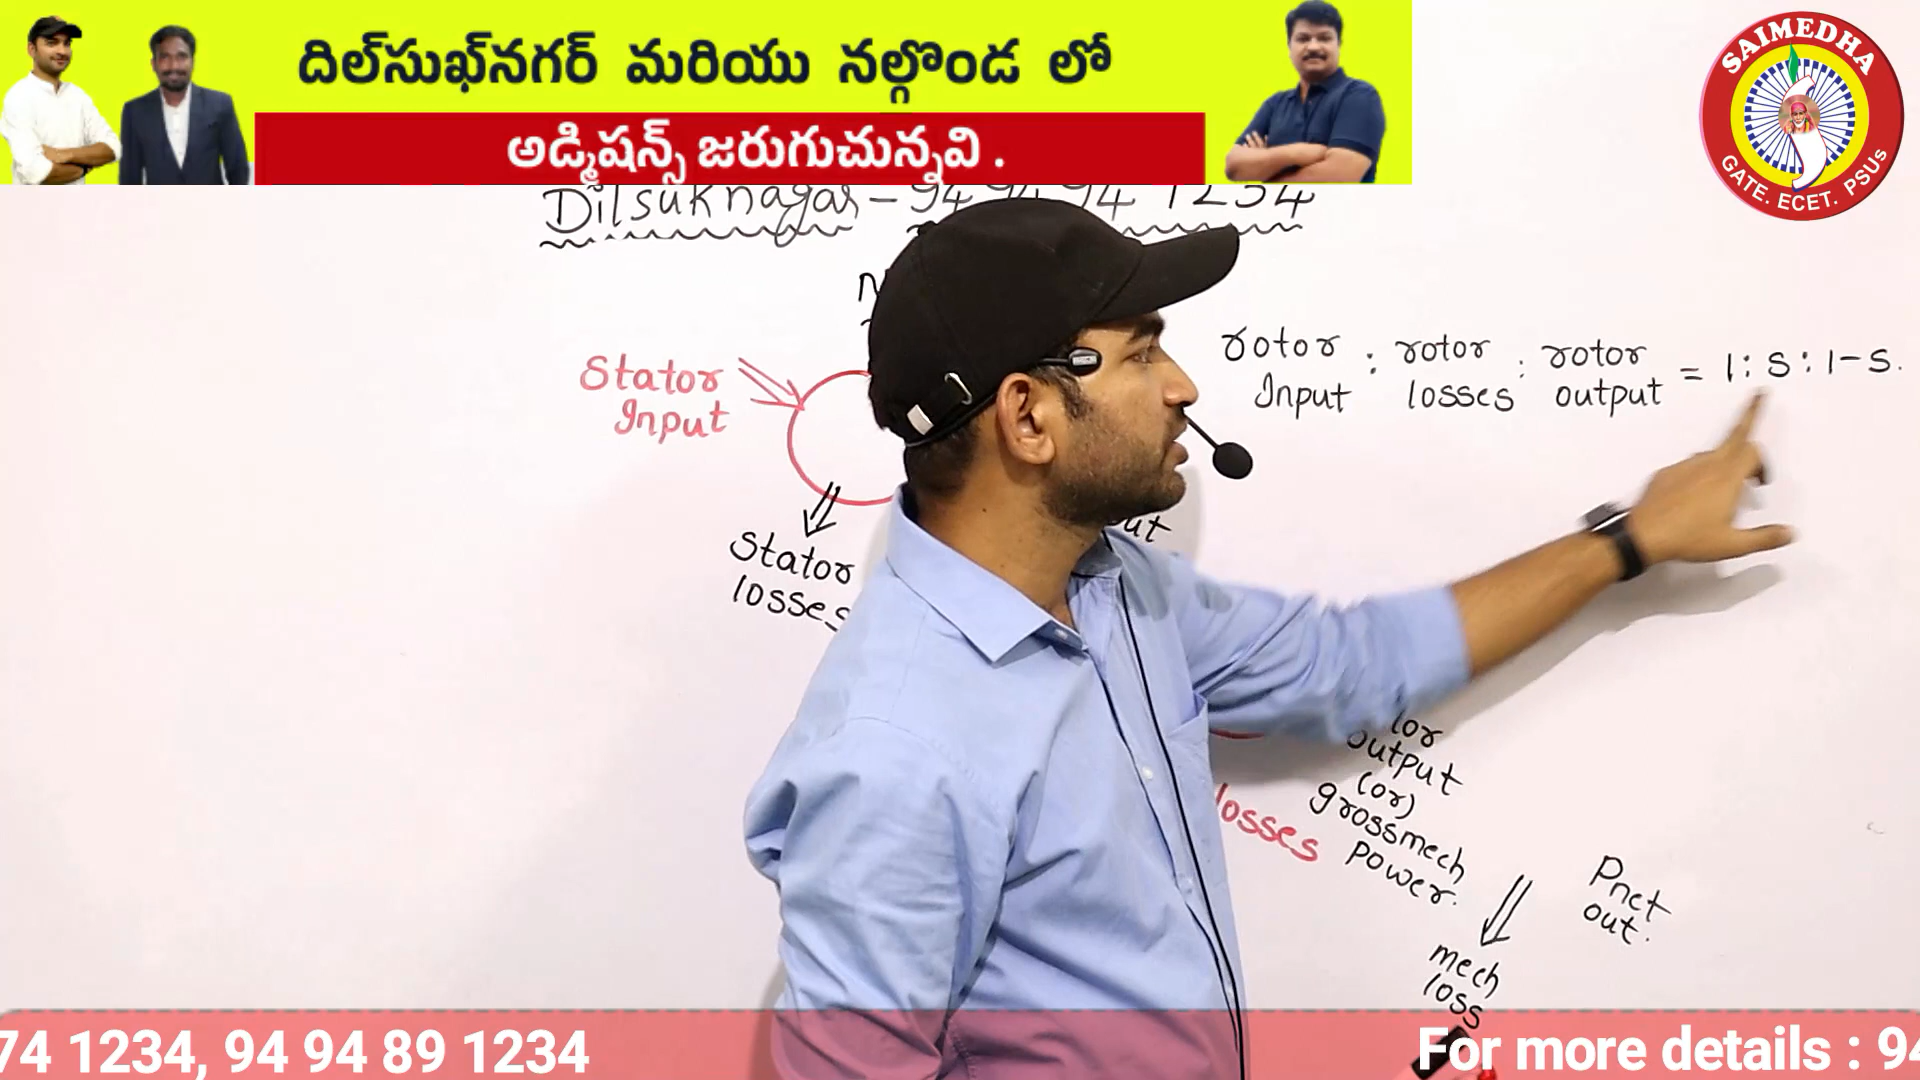 దిల్‌సుఖ్‌నగర్ మరియు నల్గొండ లో
అడ్మిషన్స్ జరుగుచున్నవి .
SAIMEDHA
GATE. ECET. PSUs
Dilsuknagar - 94 94 94 1234
rotor Input : rotor losses : rotor output = 1 : S : 1-S.
Stator
Input
Stator
losses
output
(or)
grossmech
Power.
losses
Pnet
out.
mech
loss
74 1234, 94 94 89 1234
For more details : 94